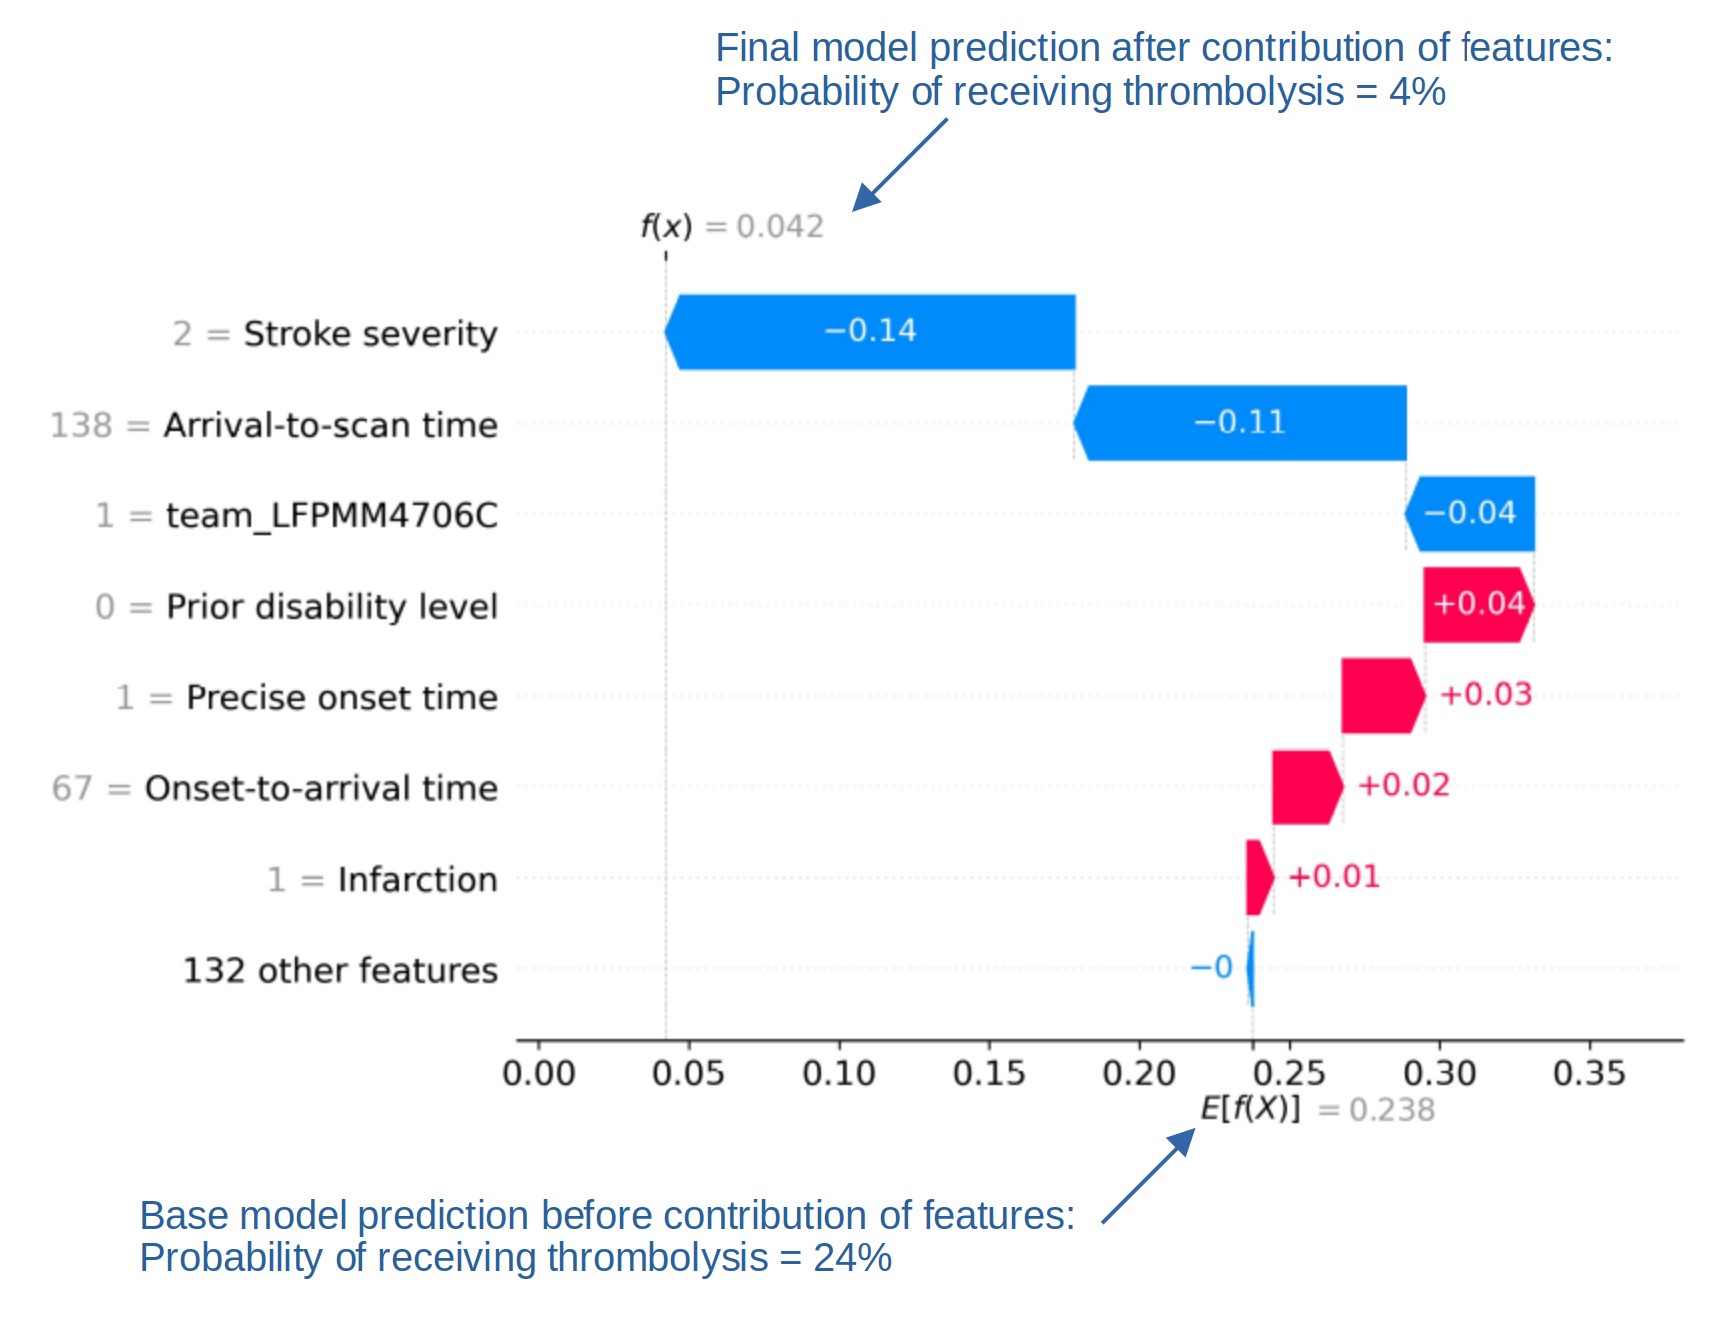 Final model prediction after contribution of features:
Probability of receiving thrombolysis = 4%
f(x) = 0.042
2 = Stroke severity
−0.14
138 = Arrival-to-scan time
−0.11
1 = team_LFPMM4706C
−0.04
0 = Prior disability level
+0.04
1 = Precise onset time
+0.03
67 = Onset-to-arrival time
+0.02
1 = Infarction
+0.01
132 other features
−0
0.00 0.05 0.10 0.15 0.20 0.25 0.30 0.35
E[f(X)] = 0.238
Base model prediction before contribution of features:
Probability of receiving thrombolysis = 24%